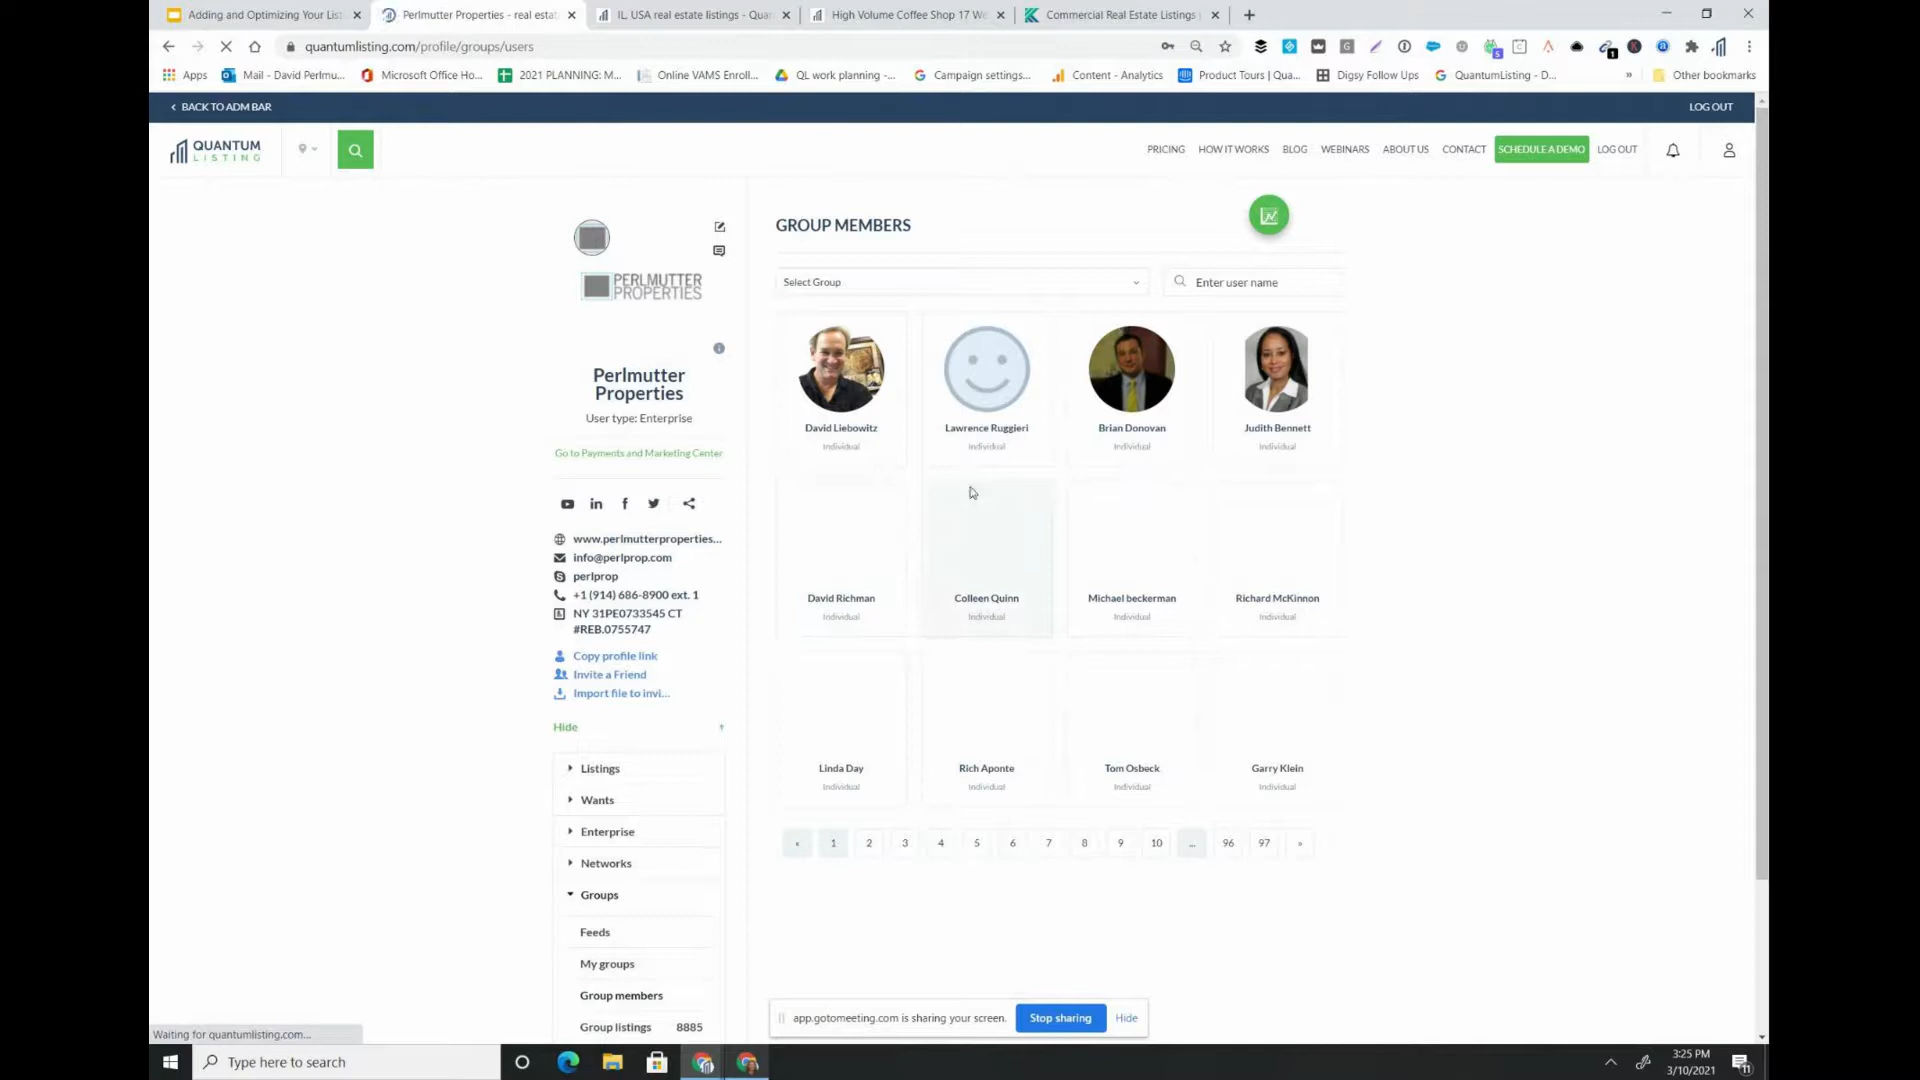 Adding and Optimizing Your List
Perlmutter Properties - real estat
IL, USA real estate listings - Quan
High Volume Coffee Shop 17 We
Commercial Real Estate Listings
quantumlisting.com/profile/groups/users
Apps
Mail - David Perlmu...
Microsoft Office Ho...
2021 PLANNING: M...
Online VAMS Enroll...
QL work planning -...
Campaign settings...
Content - Analytics
Product Tours | Qua...
Digsy Follow Ups
QuantumListing - D...
»
Other bookmarks
BACK TO ADM BAR
LOG OUT
QUANTUM
LISTING
PRICING
HOW IT WORKS
BLOG
WEBINARS
ABOUT US
CONTACT
SCHEDULE A DEMO
LOG OUT
PERLMUTTER
PROPERTIES
Perlmutter
Properties
User type: Enterprise
Go to Payments and Marketing Center
www.perlmutterproperties...
info@perlprop.com
perlprop
+1 (914) 686-8900 ext. 1
NY 31PE0733545 CT
#REB.0755747
Copy profile link
Invite a Friend
Import file to invi...
Hide
Listings
Wants
Enterprise
Networks
Groups
Feeds
My groups
Group members
Group listings 8885
GROUP MEMBERS
Select Group
Enter user name
David Liebowitz
Individual
Lawrence Ruggieri
Individual
Brian Donovan
Individual
Judith Bennett
Individual
David Richman
Individual
Colleen Quinn
Individual
Michael beckerman
Individual
Richard McKinnon
Individual
Linda Day
Individual
Rich Aponte
Individual
Tom Osbeck
Individual
Garry Klein
Individual
« 1 2 3 4 5 6 7 8 9 10 ... 96 97 »
app.gotomeeting.com is sharing your screen.
Stop sharing
Hide
Waiting for quantumlisting.com...
Type here to search
3:25 PM
3/10/2021